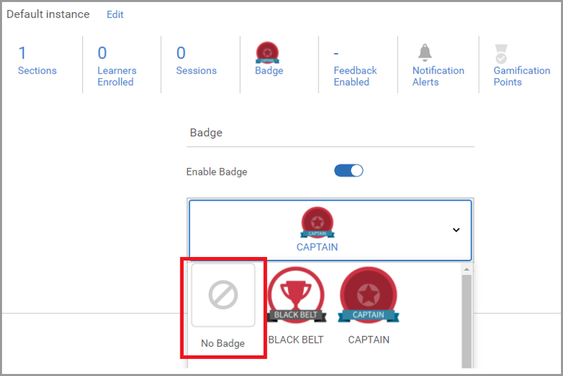 Default instance Edit
1 0 0 -
Sections Learners Enrolled Sessions Badge Feedback Enabled Notification Alerts Gamification Points
Badge
Enable Badge
CAPTAIN
CAPTAIN
BLACK BELT CAPTAIN
No Badge BLACK BELT CAPTAIN